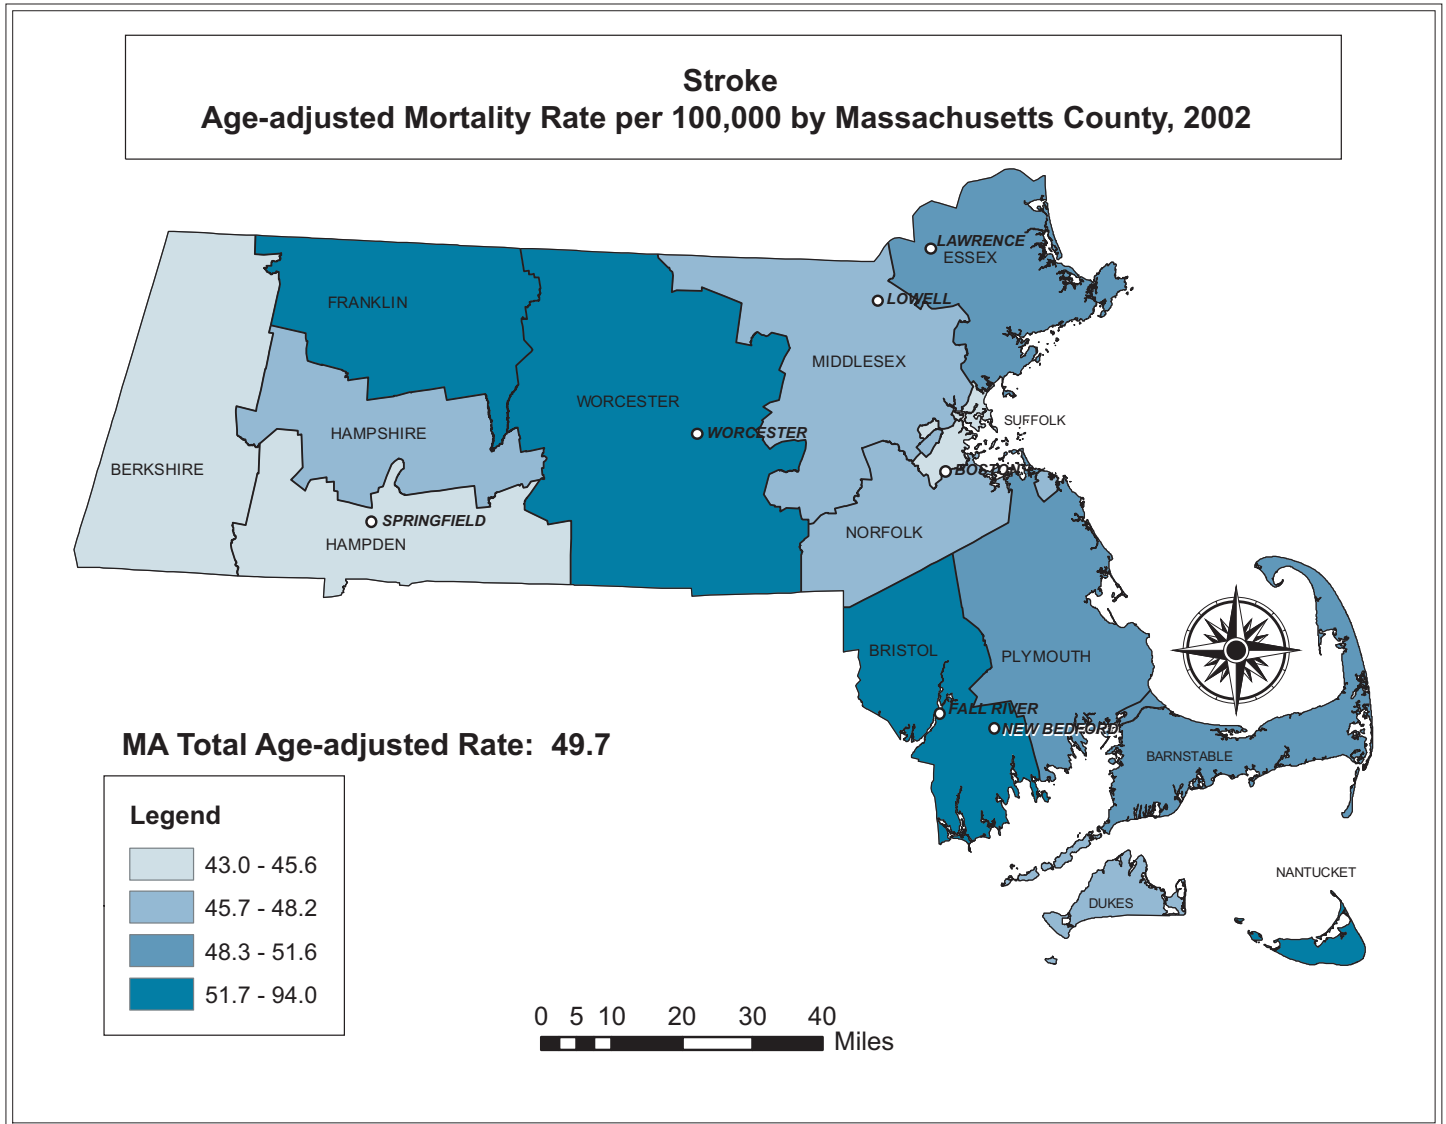 Stroke
Age-adjusted Mortality Rate per 100,000 by Massachusetts County, 2002
LAWRENCE
ESSEX
FRANKLIN
LOWELL
MIDDLESEX
WORCESTER
SUFFOLK
HAMPSHIRE
WORCESTER
BERKSHIRE
BOSTON
SPRINGFIELD
NORFOLK
HAMPDEN
BRISTOL
PLYMOUTH
FALL RIVER
NEW BEDFORD
MA Total Age-adjusted Rate: 49.7
BARNSTABLE
Legend
43.0 - 45.6
NANTUCKET
45.7 - 48.2
DUKES
48.3 - 51.6
51.7 - 94.0
0 5 10 20 30 40
Miles